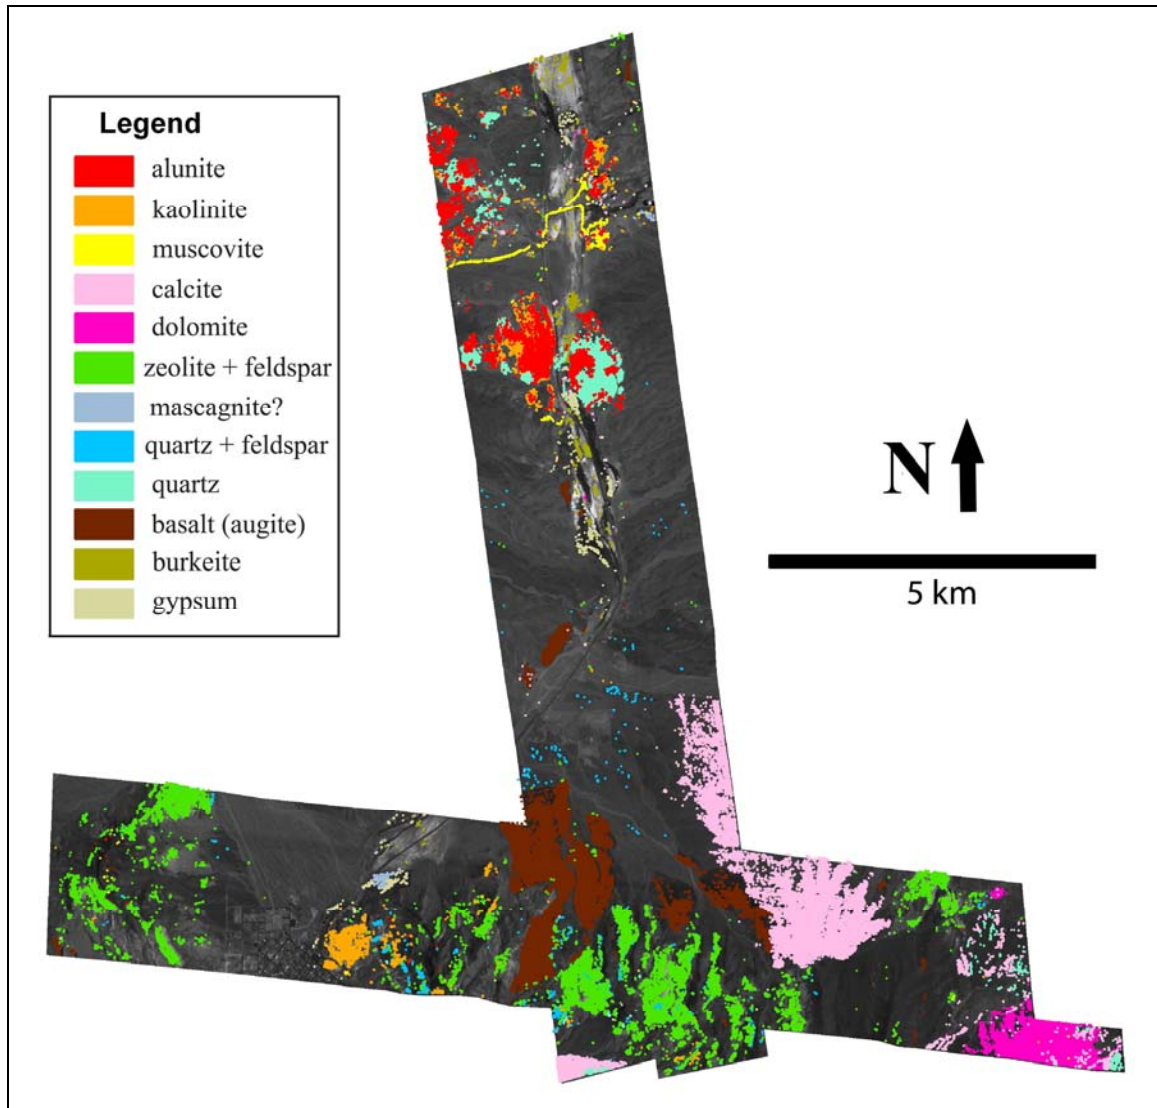 Legend
alunite
kaolinite
muscovite
calcite
dolomite
zeolite + feldspar
mascagnite?
quartz + feldspar
quartz
basalt (augite)
burkeite
gypsum
N
5 km